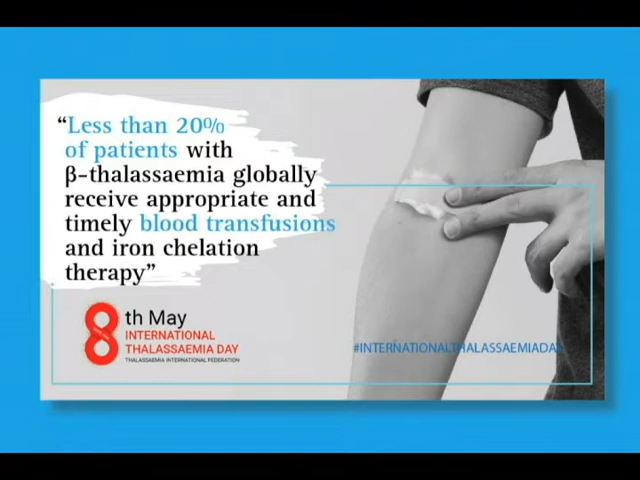 “Less than 20%
of patients with
β-thalassaemia globally
receive appropriate and
timely blood transfusions
and iron chelation
therapy”
8th May
INTERNATIONAL
THALASSAEMIA DAY
THALASSAEMIA INTERNATIONAL FEDERATION
#INTERNATIONALTHALASSAEMIADAY